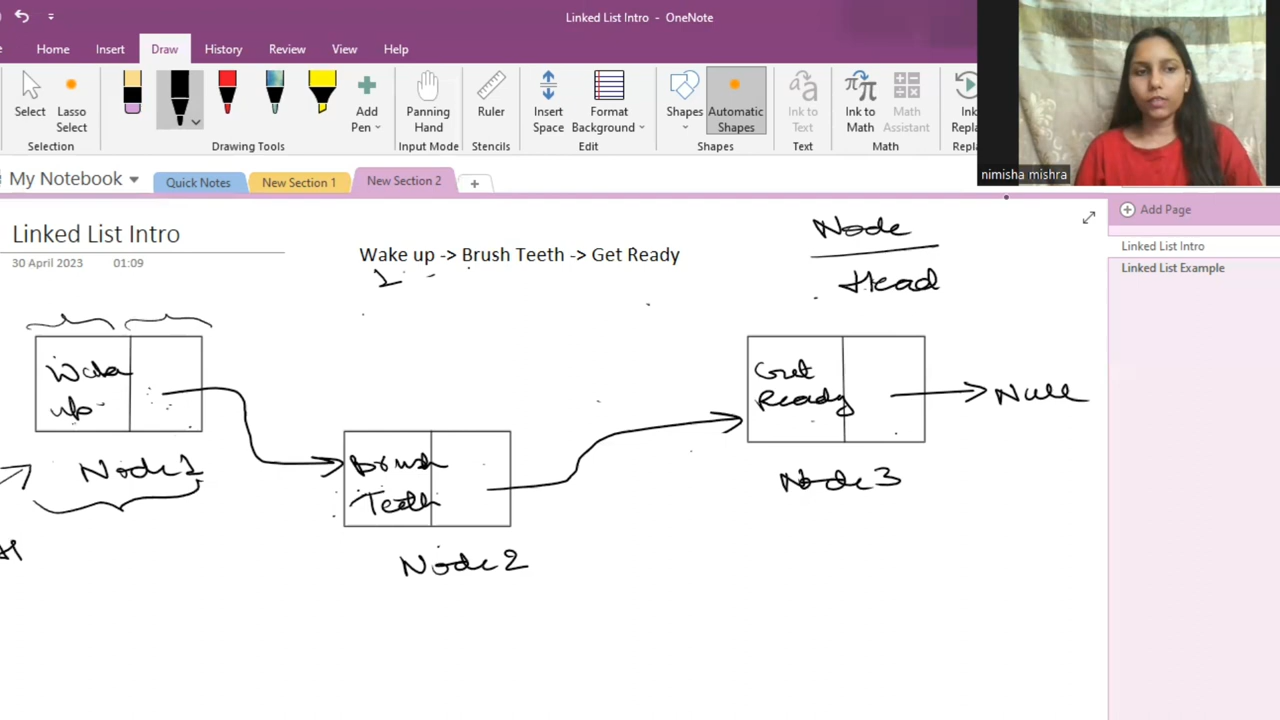 Linked List Intro - OneNote
Home Insert Draw History Review View Help
Select
Lasso Select
Selection
Drawing Tools
Add Pen
Panning Hand
Input Mode
Ruler
Stencils
Insert Space
Format Background
Edit
Shapes
Automatic Shapes
Shapes
Ink to Text
Text
Ink to Math
Math Assistant
Math
Ink
Repla
nimisha mishra
My Notebook
Quick Notes
New Section 1
New Section 2
Add Page
Linked List Intro
Linked List Example
Linked List Intro
30 April 2023 01:09
Wake up -> Brush Teeth -> Get Ready
Node
Head
Wake
up
Node1
Brush
Teeth
Node2
Get
Ready
Node3
Null